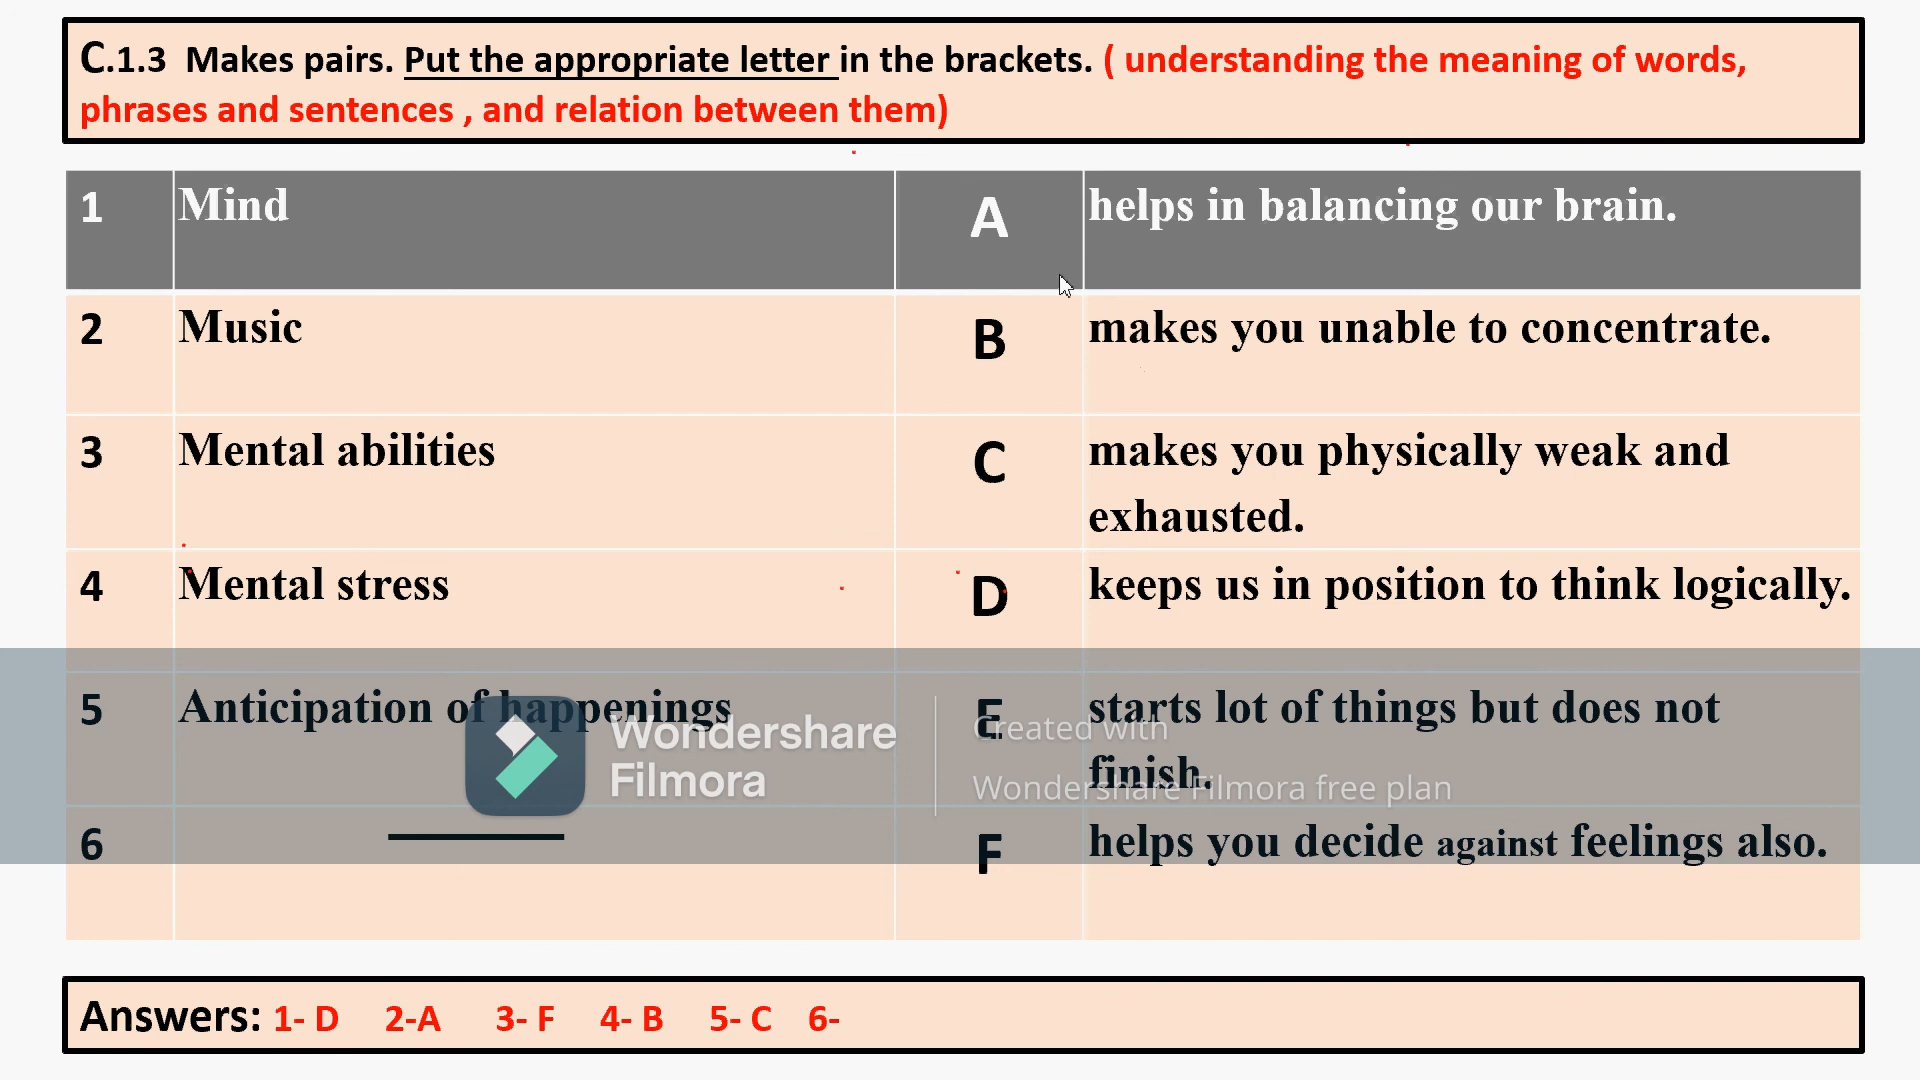 C.1.3 Makes pairs. Put the appropriate letter in the brackets. ( understanding the meaning of words,
phrases and sentences , and relation between them)
1 Mind A helps in balancing our brain.
2 Music B makes you unable to concentrate.
3 Mental abilities C makes you physically weak and
exhausted.
4 Mental stress D keeps us in position to think logically.
5 Anticipation of happenings E starts lot of things but does not
finish.
Wondershare
Filmora
Created with
Wondershare Filmora free plan
6 F helps you decide against feelings also.
Answers: 1- D 2-A 3- F 4- B 5- C 6-